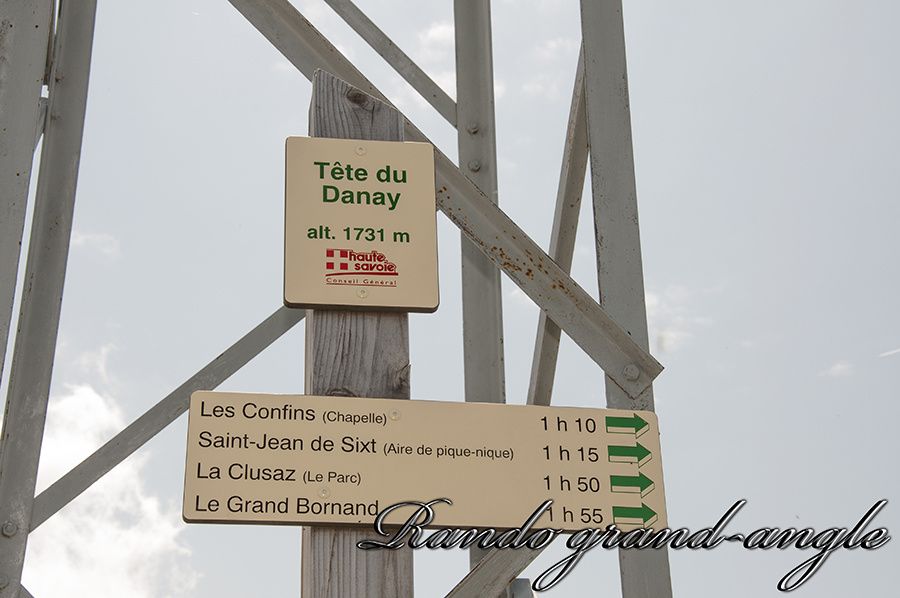 Tête du
Danay
alt. 1731 m
haute
savoie
Conseil Général
Les Confins (Chapelle) 1 h 10
Saint-Jean de Sixt (Aire de pique-nique) 1 h 15
La Clusaz (Le Parc) 1 h 50
Le Grand Bornand 1 h 55
Rando grand-angle